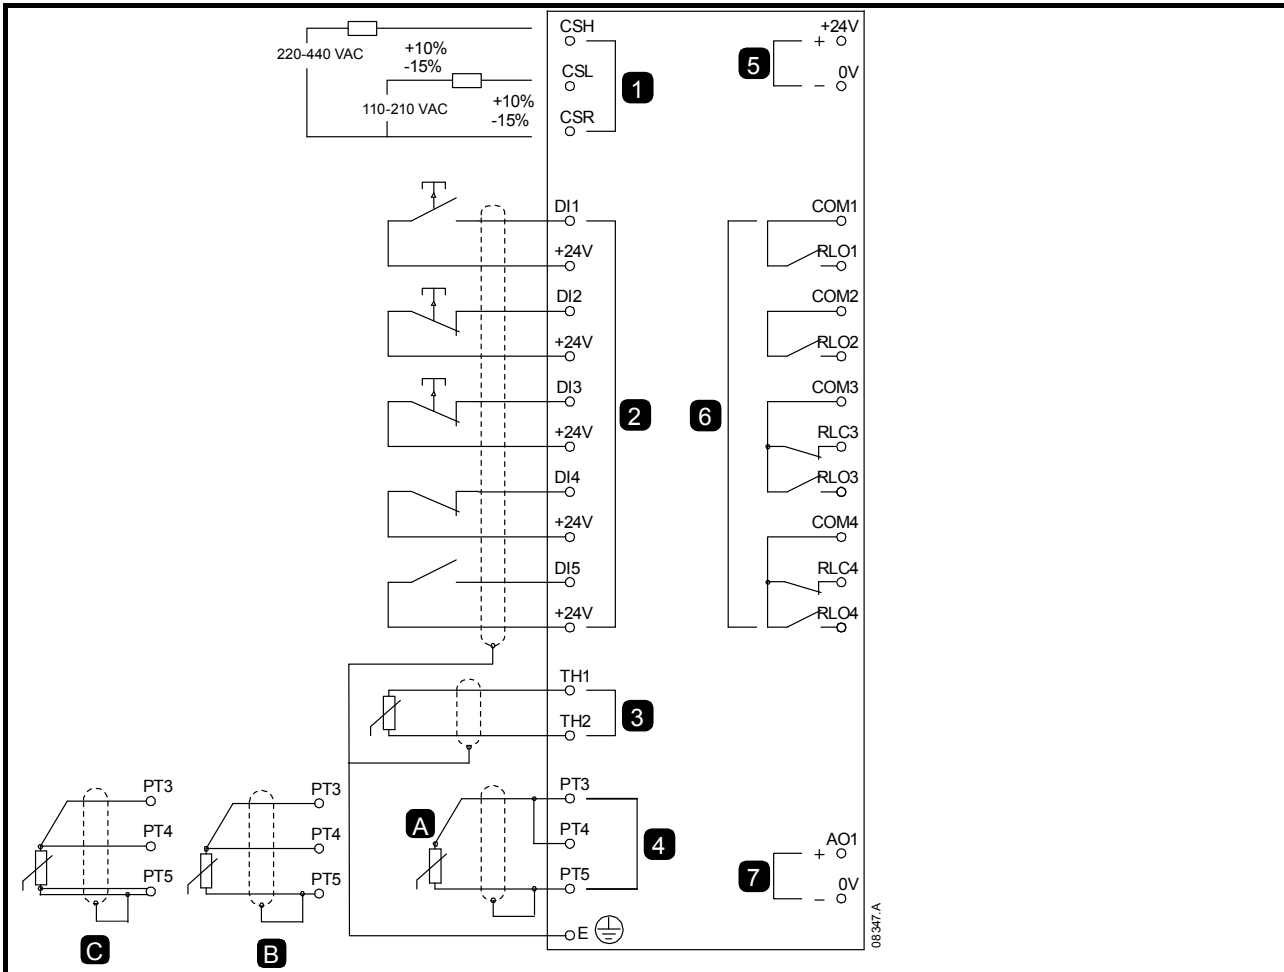 CSH
220-440 VAC
+10%
-15%
CSL
110-210 VAC
+10%
-15%
CSR
1
+24V
+
5
0V
−
DI1
+24V
DI2
+24V
DI3
+24V
2
DI4
+24V
DI5
+24V
COM1
RLO1
COM2
RLO2
COM3
6
RLC3
RLO3
COM4
RLC4
RLO4
TH1
3
TH2
PT3
PT4
PT5
C
PT3
PT4
PT5
B
A
PT3
PT4
PT5
4
E
AO1
+
7
0V
−
08347.A